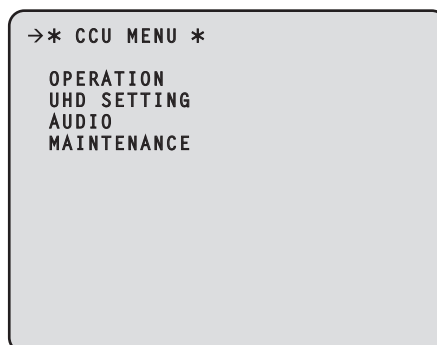 →* CCU MENU *
OPERATION
UHD SETTING
AUDIO
MAINTENANCE